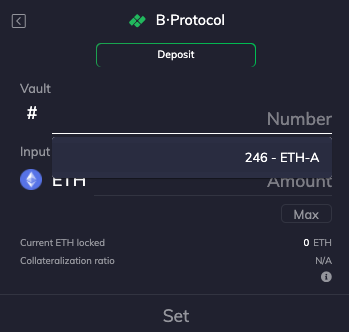 B·Protocol
Deposit
Vault
# Number
246 - ETH-A
Input
ETH Amount
Max
Current ETH locked 0 ETH
Collateralization ratio N/A
Set